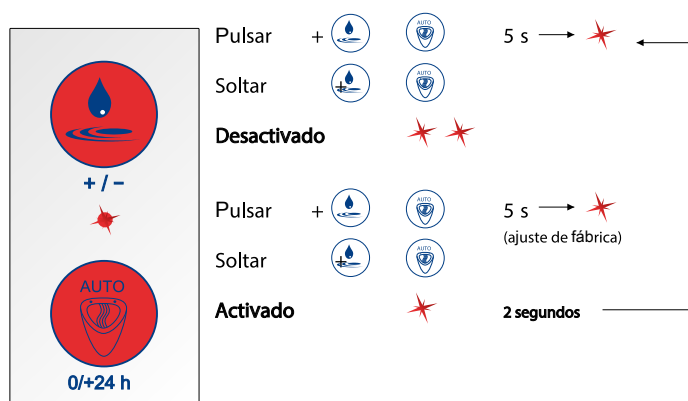 Pulsar + AUTO 5 s
Soltar + AUTO
Desactivado
+ / −
Pulsar + AUTO 5 s
(ajuste de fábrica)
Soltar + AUTO
AUTO
Activado 2 segundos
0/+24 h